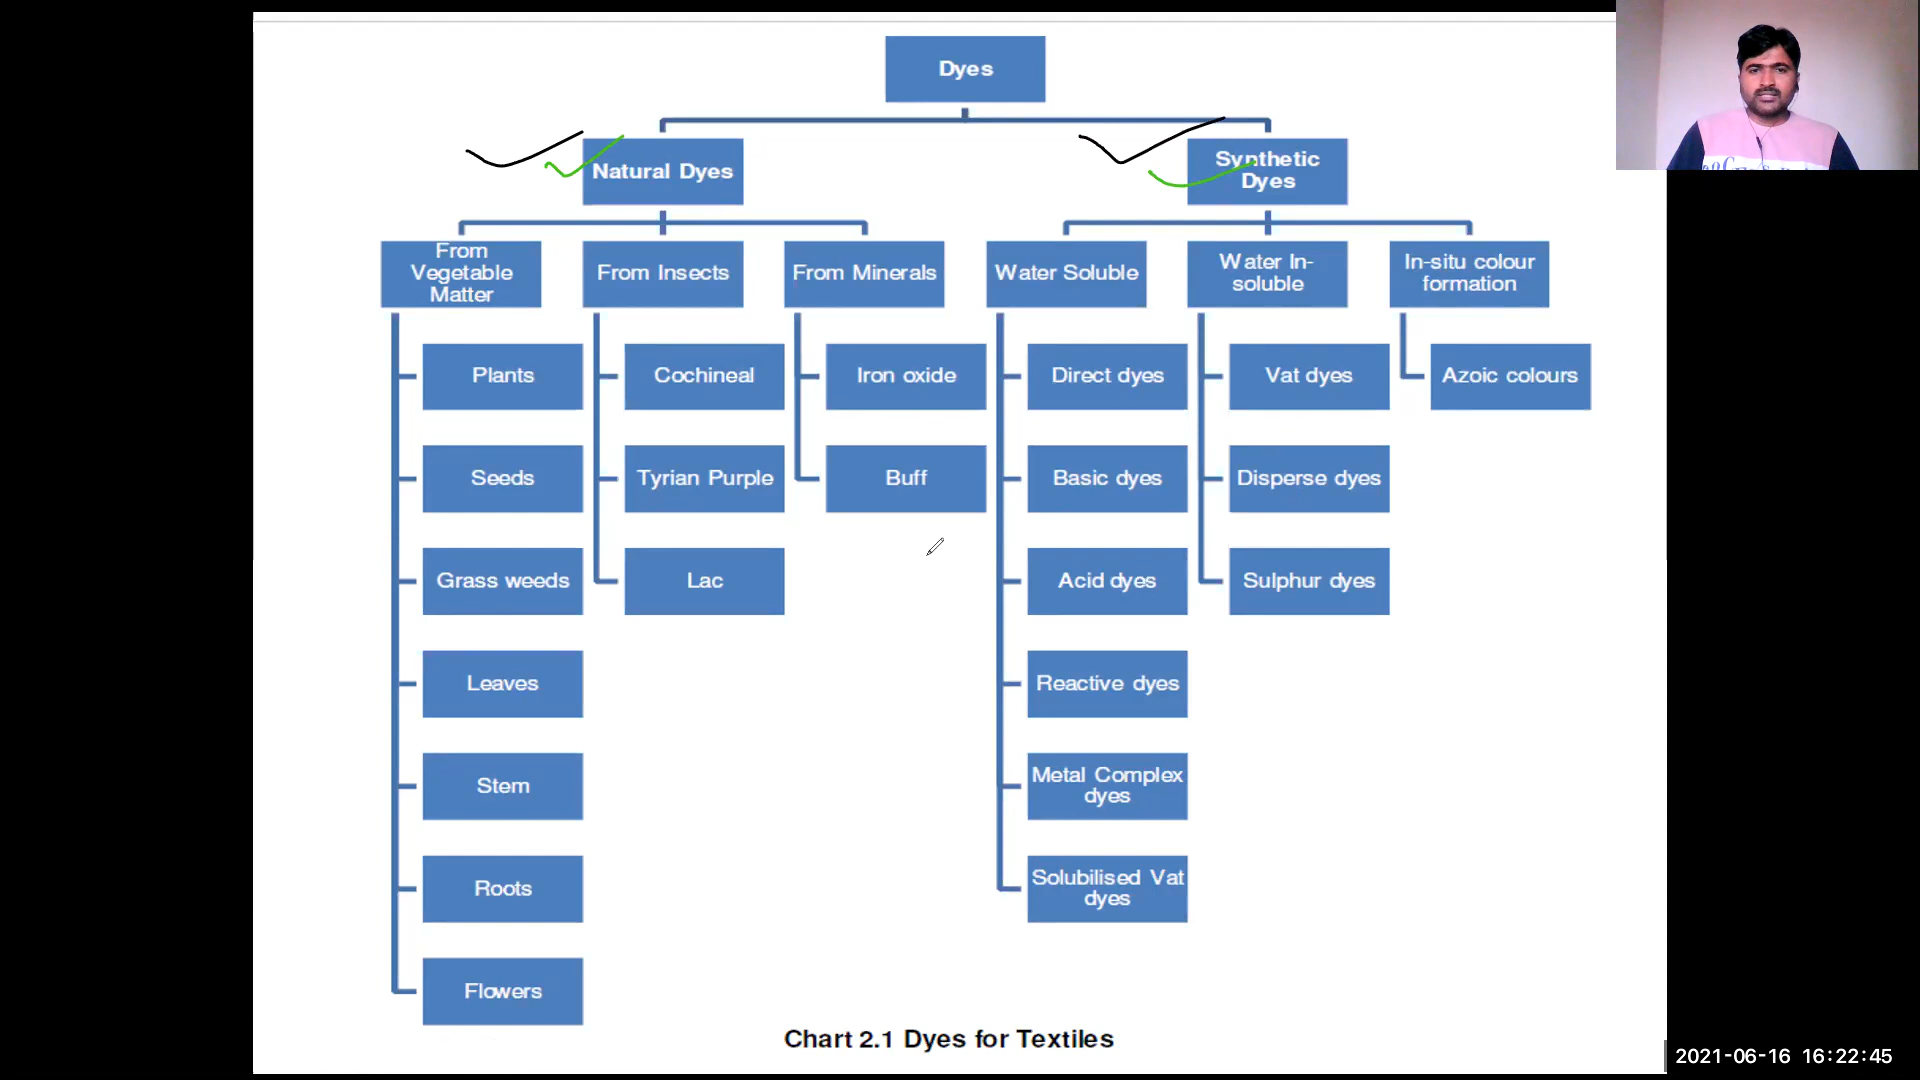 Dyes
Natural Dyes
Synthetic
Dyes
From
Vegetable
Matter
From Insects
From Minerals
Water Soluble
Water In-
soluble
In-situ colour
formation
Plants
Cochineal
Iron oxide
Direct dyes
Vat dyes
Azoic colours
Seeds
Tyrian Purple
Buff
Basic dyes
Disperse dyes
Grass weeds
Lac
Acid dyes
Sulphur dyes
Leaves
Reactive dyes
Stem
Metal Complex
dyes
Roots
Solubilised Vat
dyes
Flowers
Chart 2.1 Dyes for Textiles
2021-06-16 16:22:45